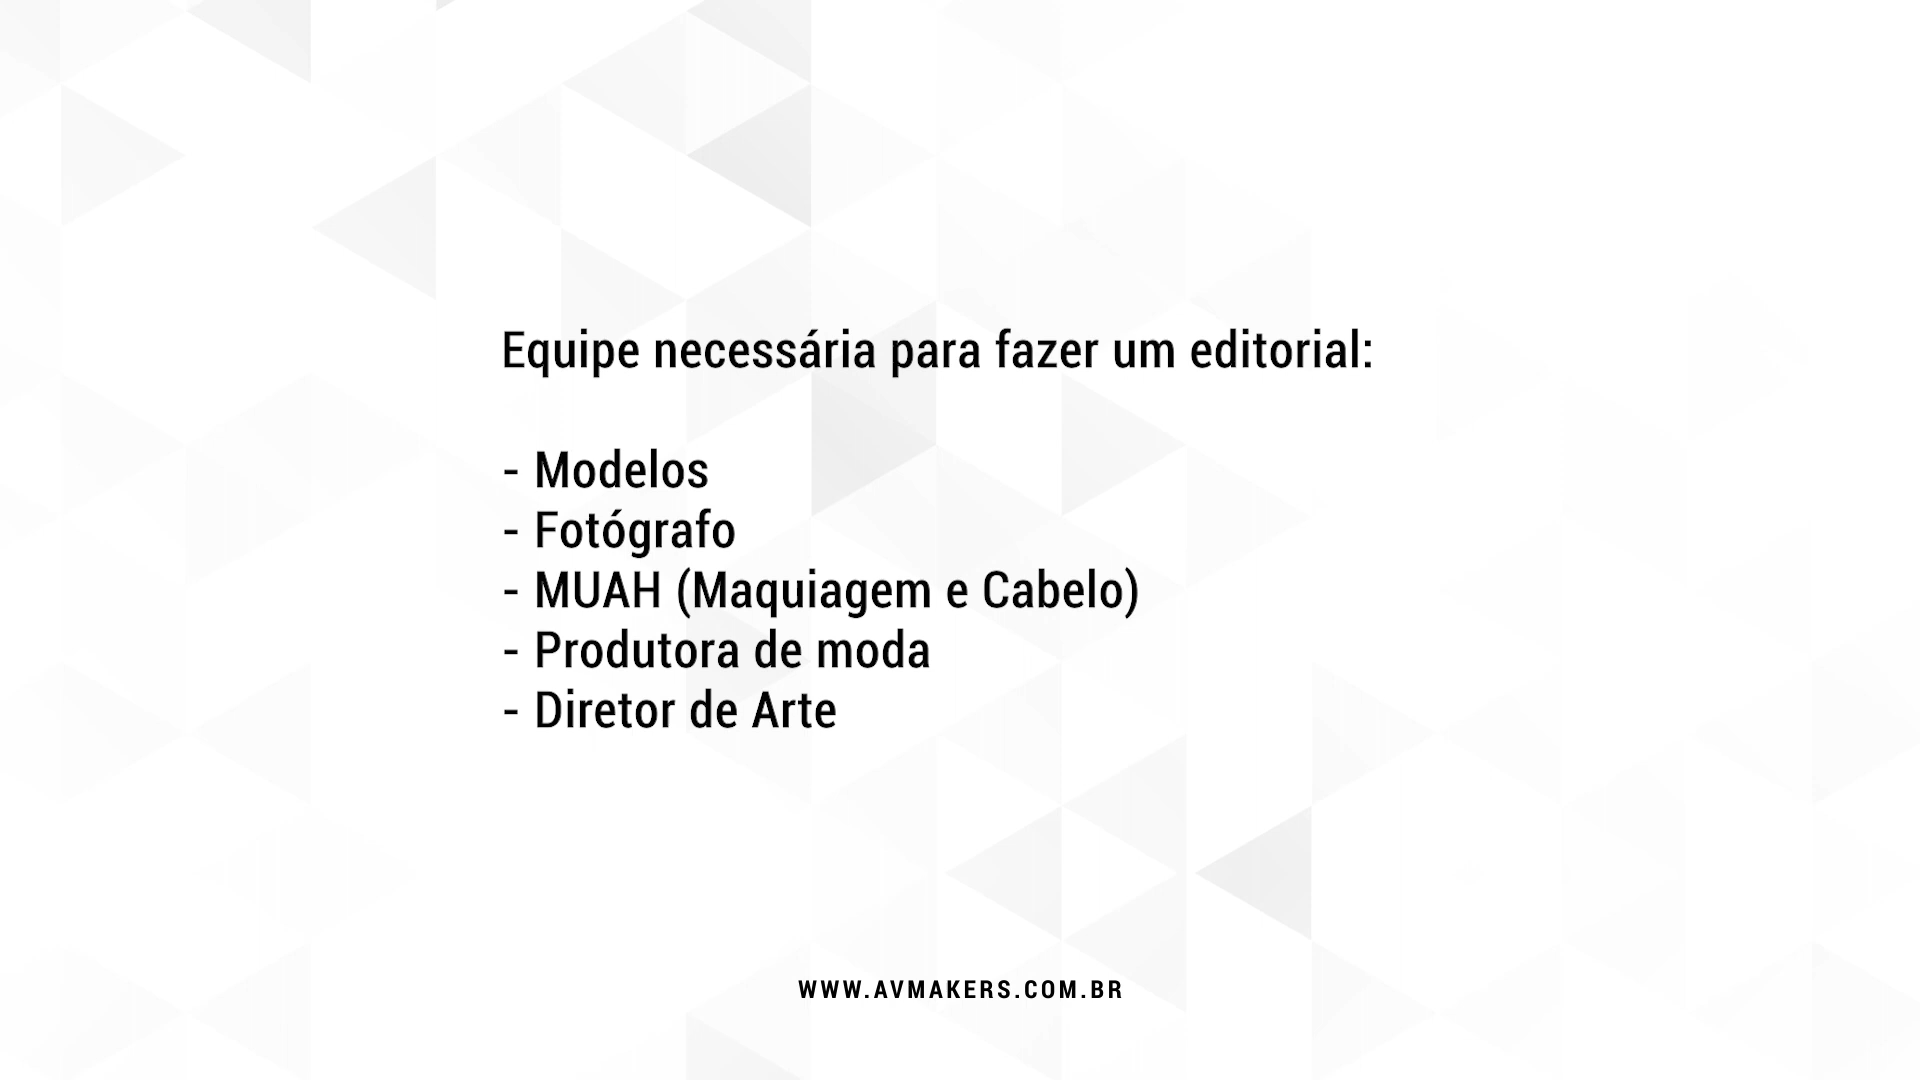 Equipe necessária para fazer um editorial:
- Modelos
- Fotógrafo
- MUAH (Maquiagem e Cabelo)
- Produtora de moda
- Diretor de Arte
WWW.AVMAKERS.COM.BR